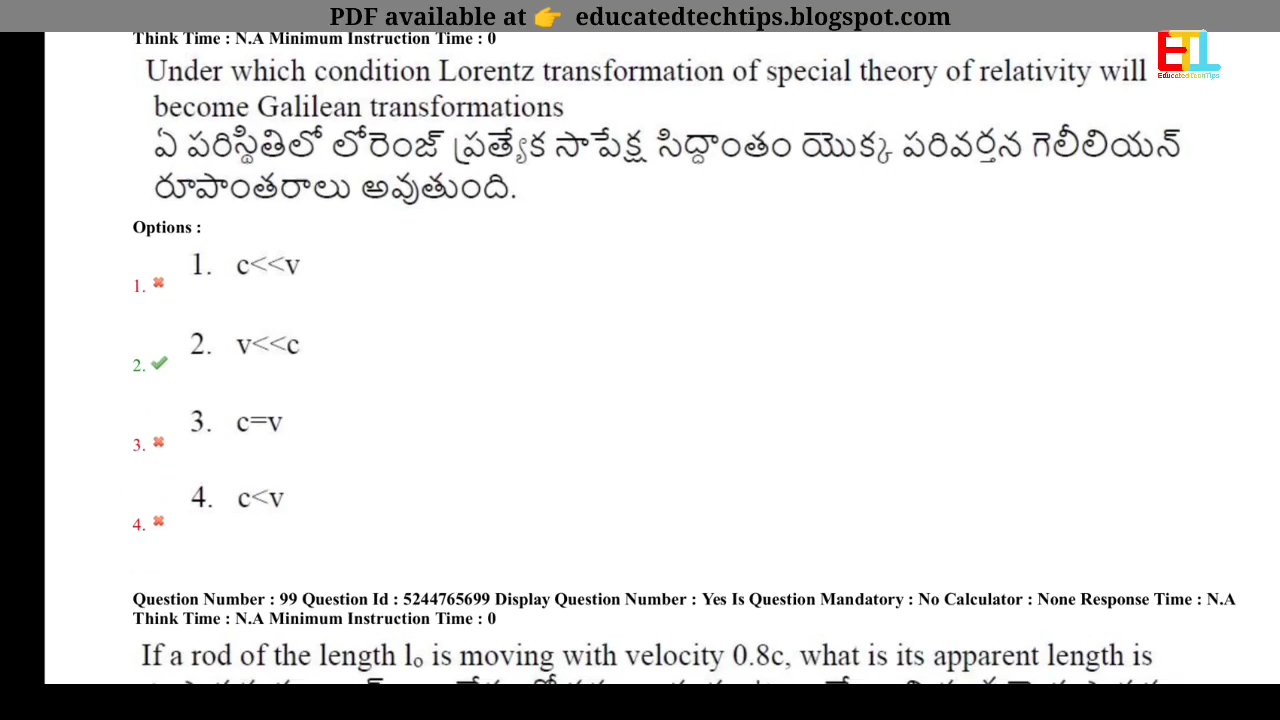 PDF available at 👉 educatedtechtips.blogspot.com
Think Time : N.A Minimum Instruction Time : 0
ETL
EducatedTechTips
Under which condition Lorentz transformation of special theory of relativity will
become Galilean transformations
ఏ పరిస్థితిలో లోరెంజ్ ప్రత్యేక సాపేక్ష సిద్దాంతం యొక్క పరివర్తన గెలీలియన్
రూపాంతరాలు అవుతుంది.
Options :
1. c<<v
1. ✖
2. v<<c
2. ✔
3. c=v
3. ✖
4. c<v
4. ✖
Question Number : 99 Question Id : 5244765699 Display Question Number : Yes Is Question Mandatory : No Calculator : None Response Time : N.A
Think Time : N.A Minimum Instruction Time : 0
If a rod of the length l₀ is moving with velocity 0.8c, what is its apparent length is